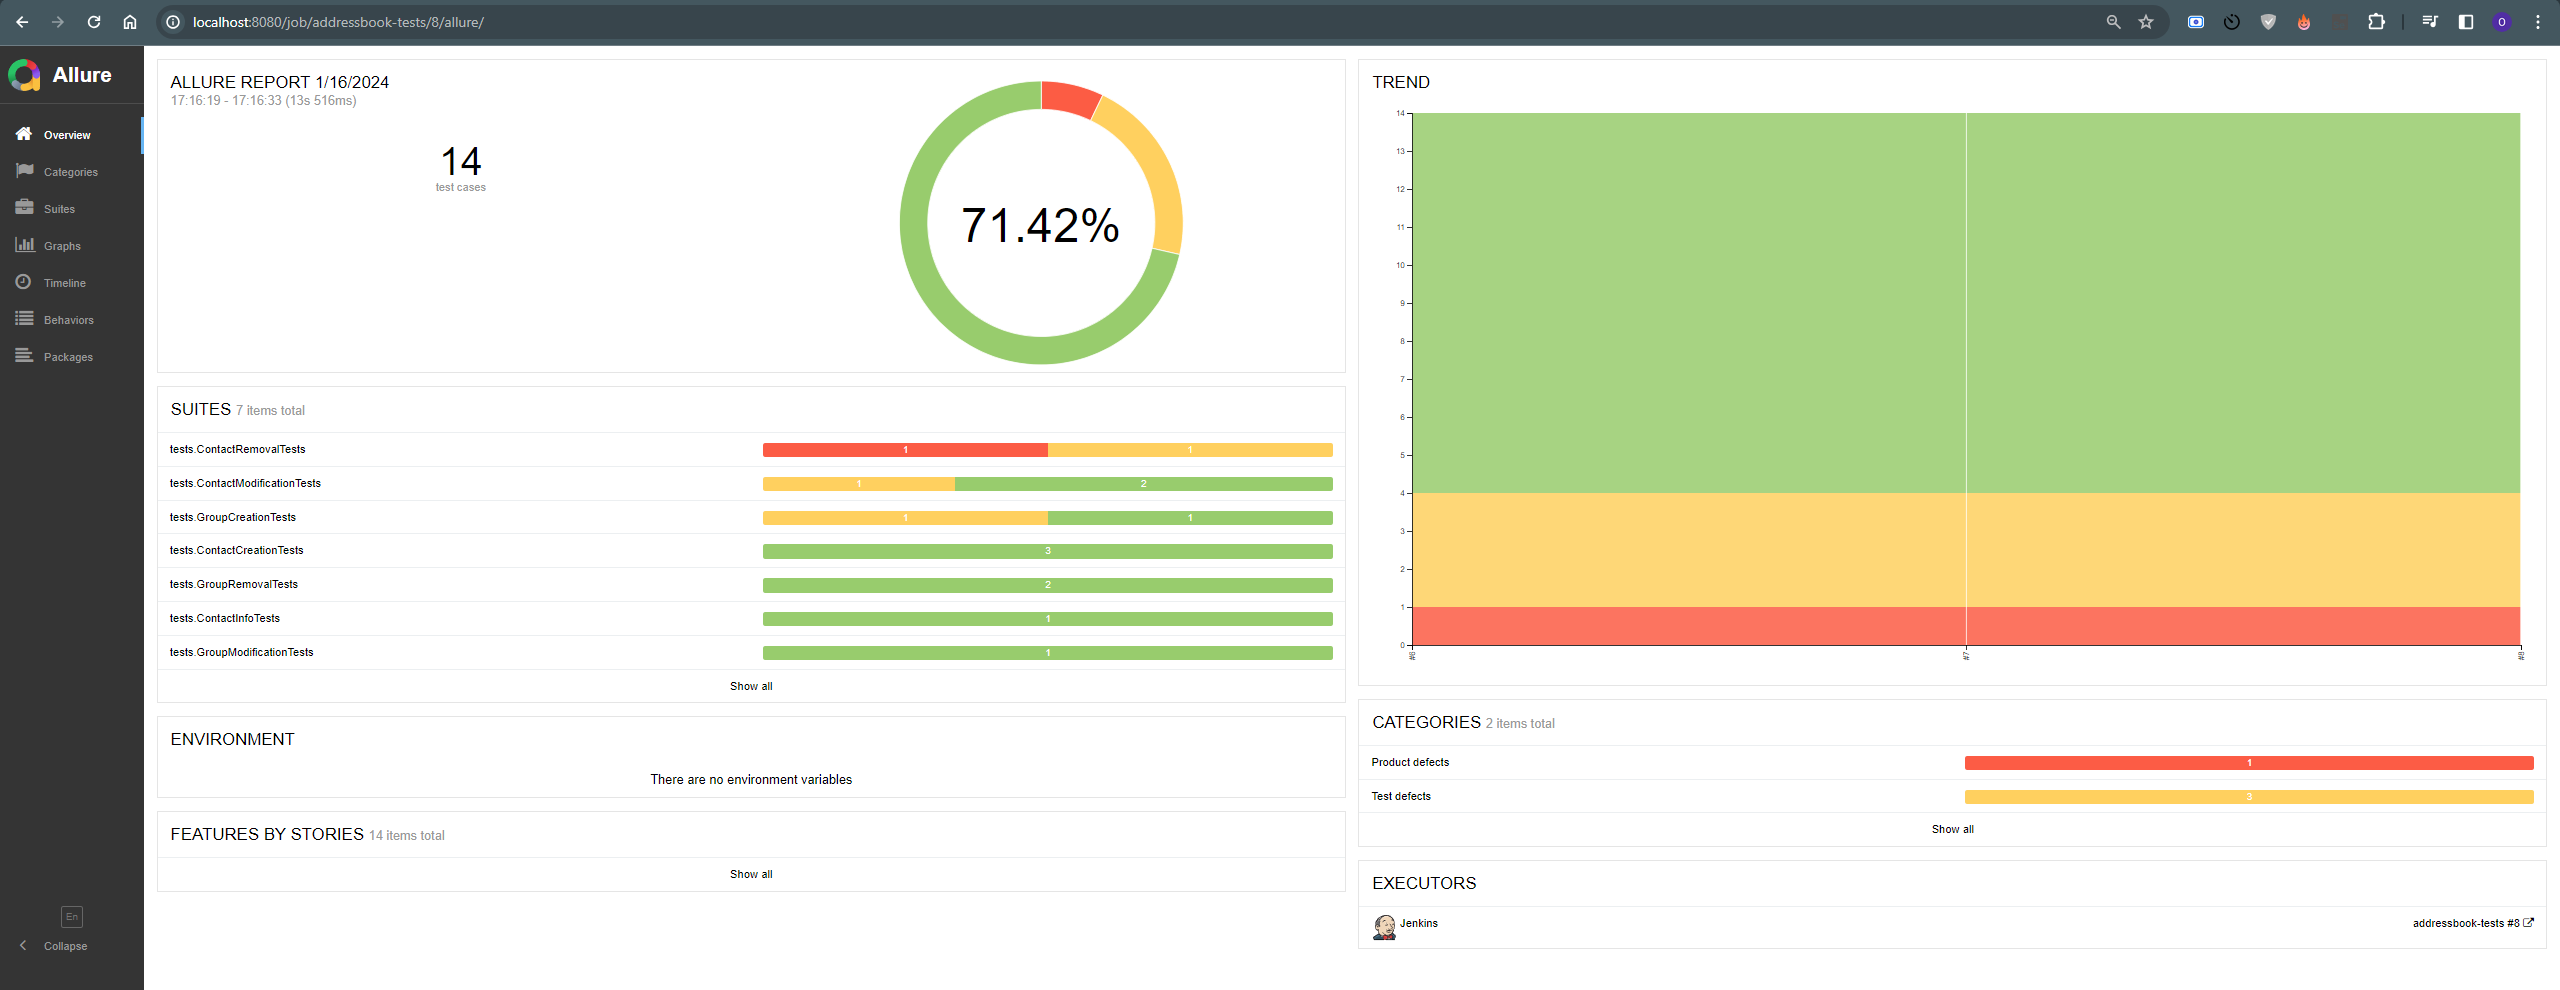 localhost:8080/job/addressbook-tests/8/allure/
O
Allure
Overview
Categories
Suites
Graphs
Timeline
Behaviors
Packages
En
Collapse
ALLURE REPORT 1/16/2024
17:16:19 - 17:16:33 (13s 516ms)
14
test cases
71.42%
SUITES 7 items total
tests.ContactRemovalTests 1 1
tests.ContactModificationTests 1 2
tests.GroupCreationTests 1 1
tests.ContactCreationTests 3
tests.GroupRemovalTests 2
tests.ContactInfoTests 1
tests.GroupModificationTests 1
Show all
ENVIRONMENT
There are no environment variables
FEATURES BY STORIES 14 items total
Show all
TREND
14
13
12
11
10
9
8
7
6
5
4
3
2
1
0
#6 #7 #8
CATEGORIES 2 items total
Product defects 1
Test defects 3
Show all
EXECUTORS
Jenkins addressbook-tests #8